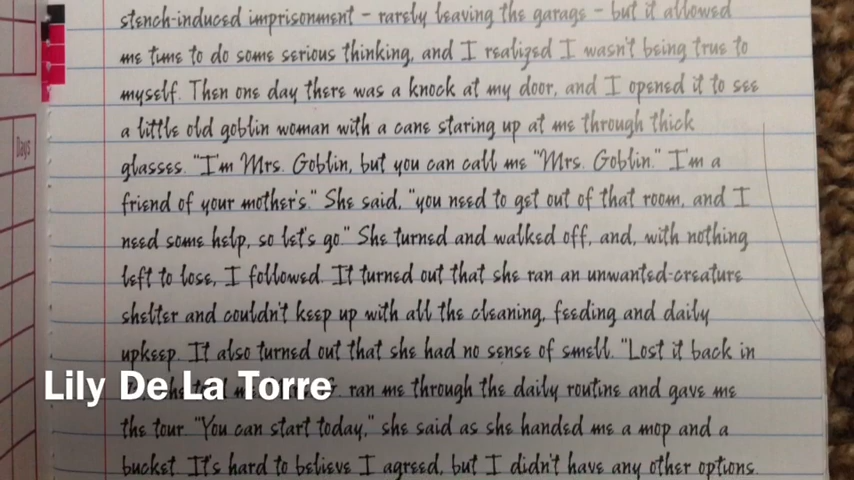 stench-induced imprisonment - rarely leaving the garage - but it allowed
me time to do some serious thinking, and I realized I wasn't being true to
myself. Then one day there was a knock at my door, and I opened it to see
a little old goblin woman with a cane staring up at me through thick
glasses. "I'm Mrs. Goblin, but you can call me "Mrs. Goblin." I'm a
friend of your mother's." She said, "you need to get out of that room, and I
need some help, so let's go" She turned and walked off, and, with nothing
left to lose, I followed. It turned out that she ran an unwanted-creature
shelter and couldn't keep up with all the cleaning, feeding and daily
upkeep. It also turned out that she had no sense of smell. "Lost it back in
ran me through the daily routine and gave me
the tour. "You can start today," she said as she handed me a mop and a
bucket. It's hard to believe I agreed, but I didn't have any other options.
Days
Lily De La Torre